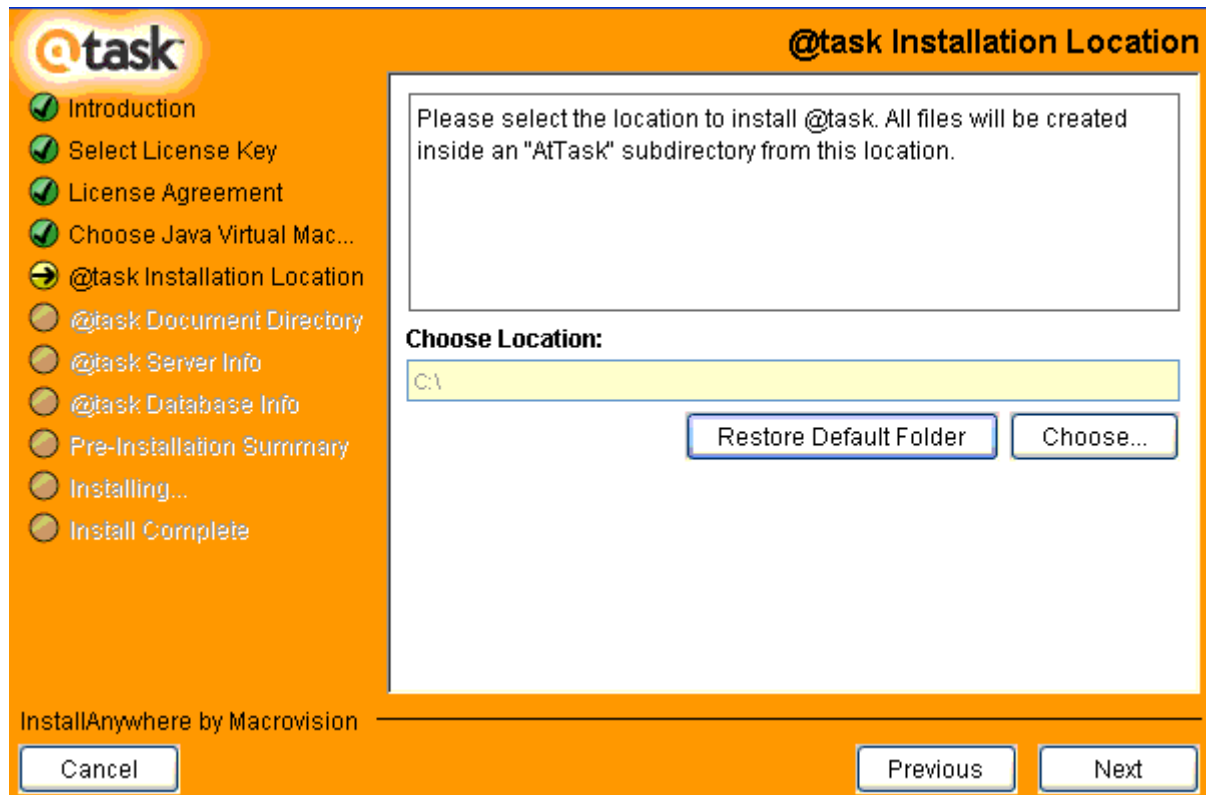 @task
@task Installation Location
Introduction
Select License Key
License Agreement
Choose Java Virtual Mac...
@task Installation Location
@task Document Directory
@task Server Info
@task Database Info
Pre-Installation Summary
Installing...
Install Complete
Please select the location to install @task. All files will be created
inside an "AtTask" subdirectory from this location.
Choose Location:
C:\
Restore Default Folder
Choose...
InstallAnywhere by Macrovision
Cancel
Previous
Next